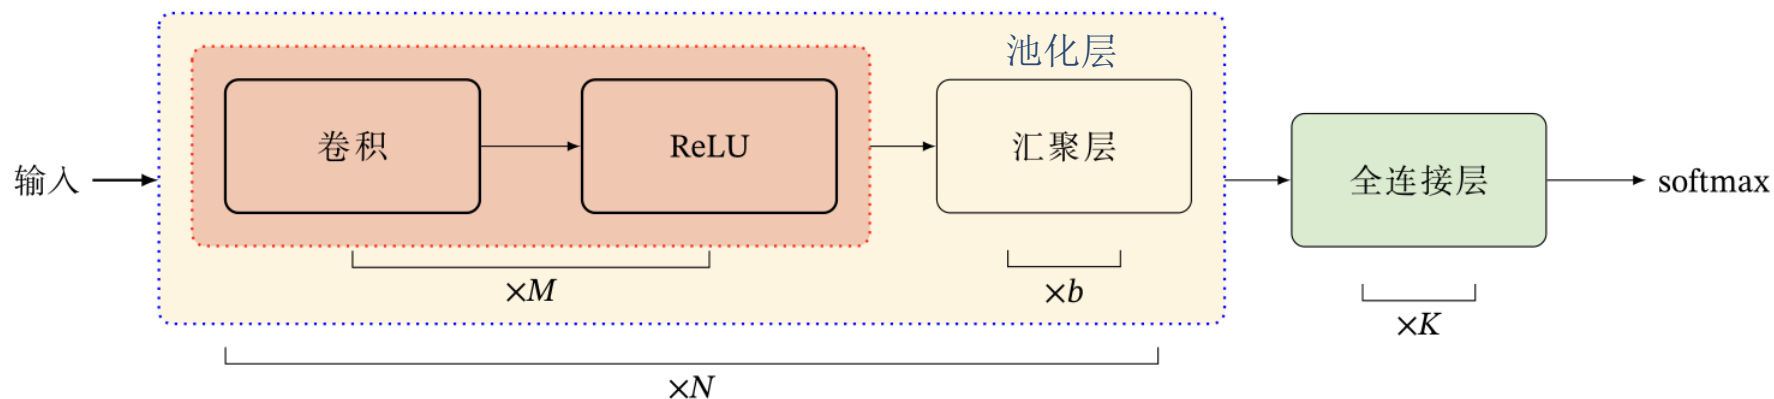 池化层
输入
卷积
ReLU
汇聚层
全连接层
softmax
×M
×b
×K
×N